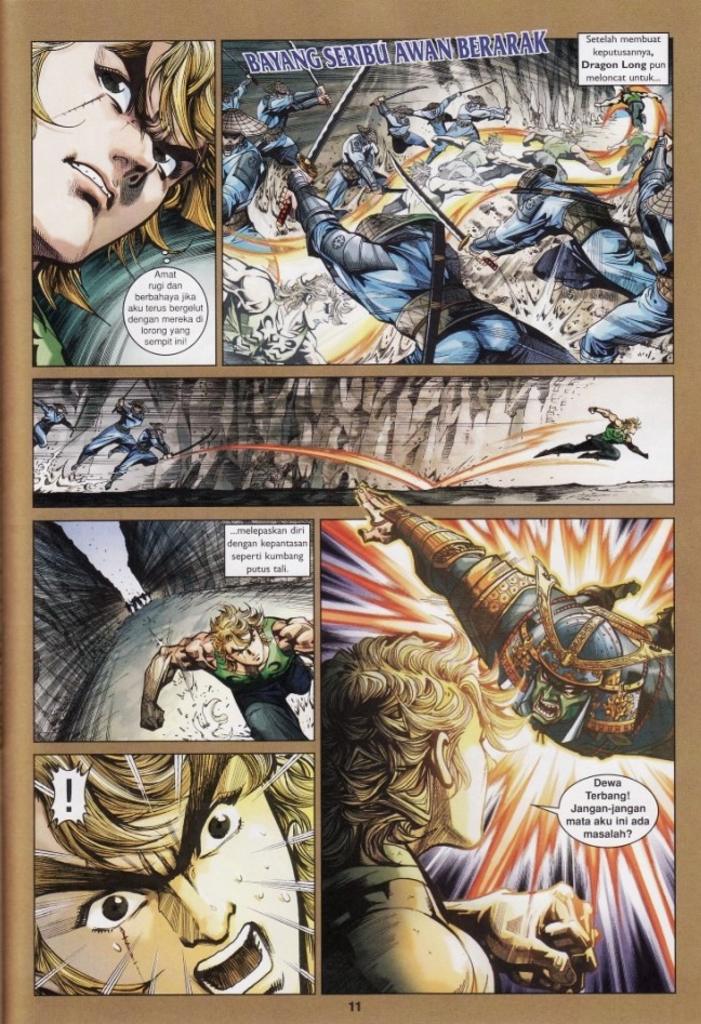 Amat
rugi dan
berbahaya jika
aku terus bergelut
dengan mereka di
lorong yang
sempit ini!
BAYANG SERIBU AWAN BERARAK
Setelah membuat
keputusannya,
Dragon Long pun
meloncat untuk...
...melepaskan diri
dengan kepantasan
seperti kumbang
putus tali.
!
Dewa
Terbang!
Jangan-jangan
mata aku ini ada
masalah?
11